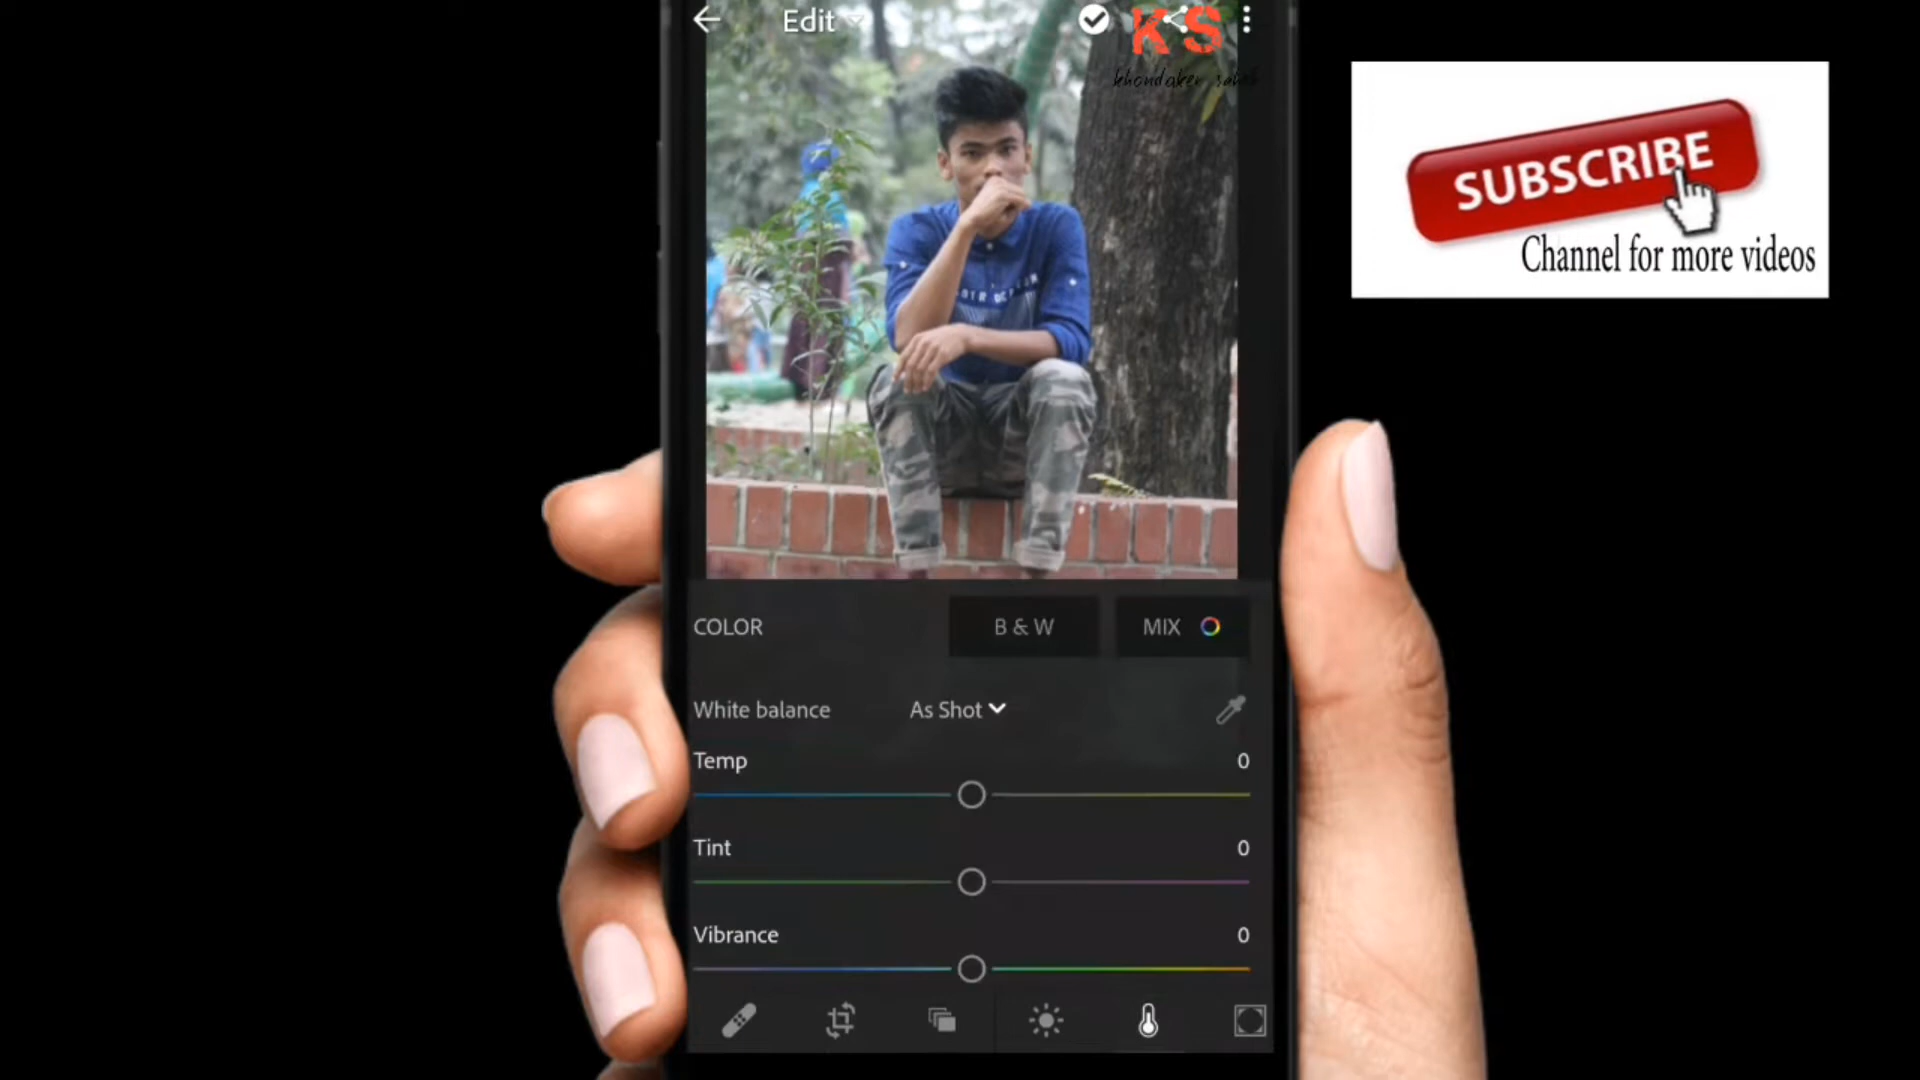 Edit
KS
SUBSCRIBE
Channel for more videos
COLOR
B & W
MIX
White balance
As Shot
Temp
0
Tint
0
Vibrance
0